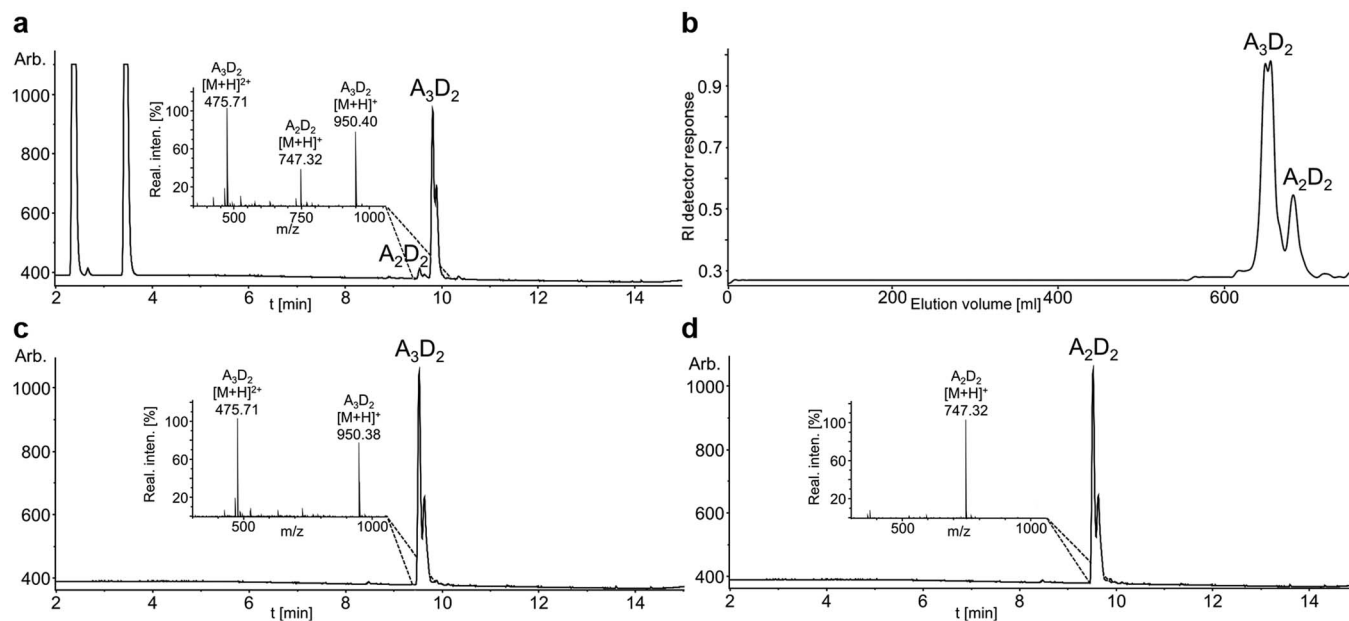 a
Arb.
1000
800
600
400
2 4 6 8 10 12 14
t [min]
A₃D₂
A₂D₂
Real. inten. [%]
100
60
20
500 750 1000
m/z
A₃D₂
[M+H]²⁺
475.71
A₂D₂
[M+H]⁺
747.32
A₃D₂
[M+H]⁺
950.40
b
RI detector response
0.9
0.7
0.5
0.3
0 200 400 600
Elution volume [ml]
A₃D₂
A₂D₂
c
Arb.
1000
800
600
400
2 4 6 8 10 12 14
t [min]
A₃D₂
Real. inten. [%]
100
60
20
500 1000
m/z
A₃D₂
[M+H]²⁺
475.71
A₃D₂
[M+H]⁺
950.38
d
Arb.
1000
800
600
400
2 4 6 8 10 12 14
t [min]
A₂D₂
Real. inten. [%]
100
60
20
500 1000
m/z
A₂D₂
[M+H]⁺
747.32